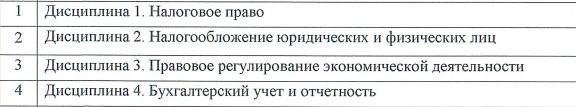 1 Дисциплина 1. Налоговое право
2 Дисциплина 2. Налогообложение юридических и физических лиц
3 Дисциплина 3. Правовое регулирование экономической деятельности
4 Дисциплина 4. Бухгалтерский учет и отчетность